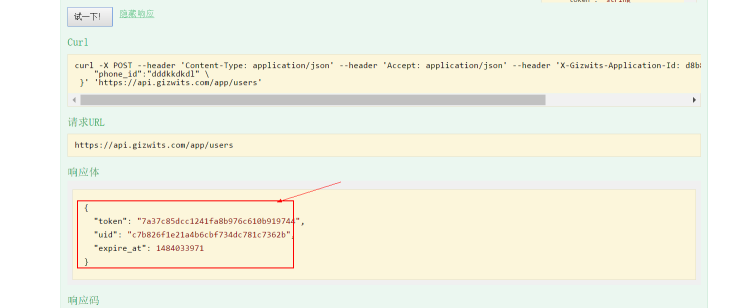 试一下!
隐藏响应
Curl
curl -X POST --header 'Content-Type: application/json' --header 'Accept: application/json' --header 'X-Gizwits-Application-Id: d8b
"phone_id":"dddkkdkdl" \
}' 'https://api.gizwits.com/app/users'
请求URL
https://api.gizwits.com/app/users
响应体
{
"token": "7a37c85dcc1241fa8b976c610b919744",
"uid": "c7b826f1e21a4b6cbf734dc781c7362b",
"expire_at": 1484033971
}
响应码